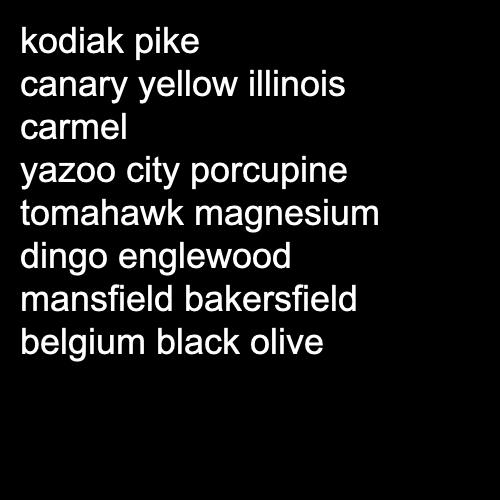 kodiak pike
canary yellow illinois
carmel
yazoo city porcupine
tomahawk magnesium
dingo englewood
mansfield bakersfield
belgium black olive